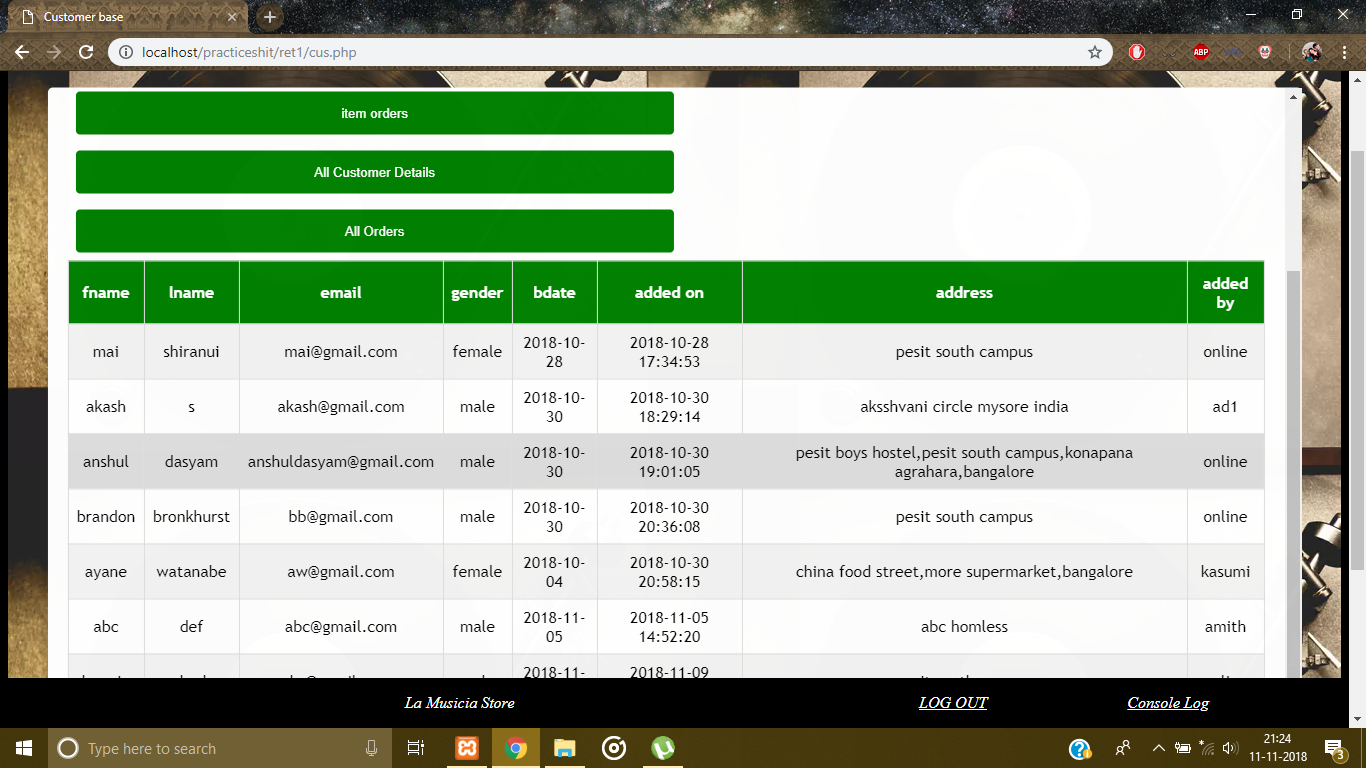 Customer base
localhost/practiceshit/ret1/cus.php
ABP
item orders
All Customer Details
All Orders
fname lname email gender bdate added on address added by
mai shiranui mai@gmail.com female 2018-10-28 2018-10-28 17:34:53 pesit south campus online
akash s akash@gmail.com male 2018-10-30 2018-10-30 18:29:14 aksshvani circle mysore india ad1
anshul dasyam anshuldasyam@gmail.com male 2018-10-30 2018-10-30 19:01:05 pesit boys hostel,pesit south campus,konapana agrahara,bangalore online
brandon bronkhurst bb@gmail.com male 2018-10-30 2018-10-30 20:36:08 pesit south campus online
ayane watanabe aw@gmail.com female 2018-10-04 2018-10-30 20:58:15 china food street,more supermarket,bangalore kasumi
abc def abc@gmail.com male 2018-11-05 2018-11-05 14:52:20 abc homless amith
2018-11- 2018-11-09
La Musicia Store LOG OUT Console Log
Type here to search
21:24
11-11-2018
3